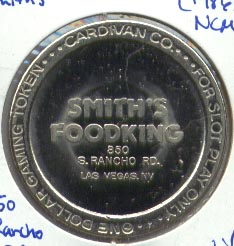 CARDIVAN CO.
FOR SLOT PLAY ONLY
ONE DOLLAR GAMING TOKEN
SMITH'S
FOODKING
850
S. RANCHO RD.
LAS VEGAS, NV